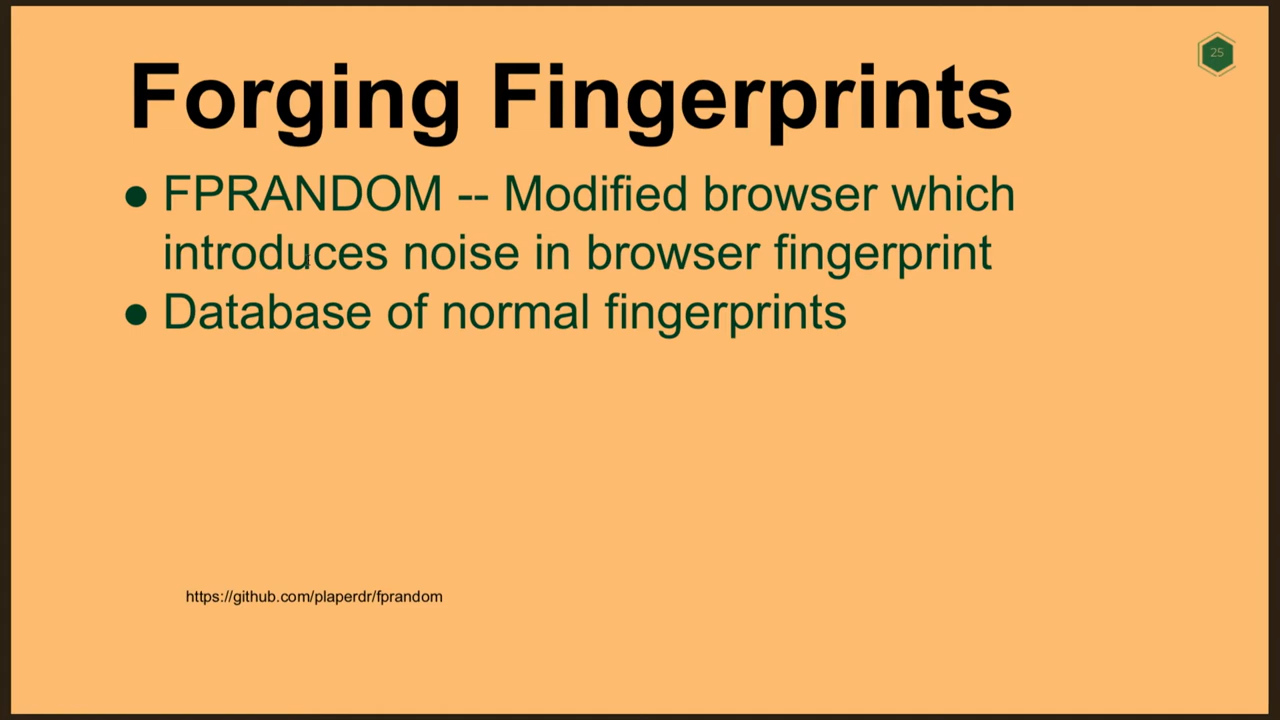 25
Forging Fingerprints
● FPRANDOM -- Modified browser which
introduces noise in browser fingerprint
● Database of normal fingerprints
https://github.com/plaperdr/fprandom